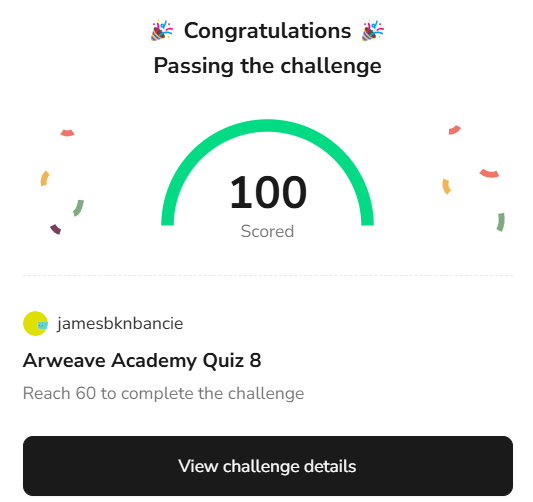 Congratulations
Passing the challenge
100
Scored
jamesbknbancie
Arweave Academy Quiz 8
Reach 60 to complete the challenge
View challenge details